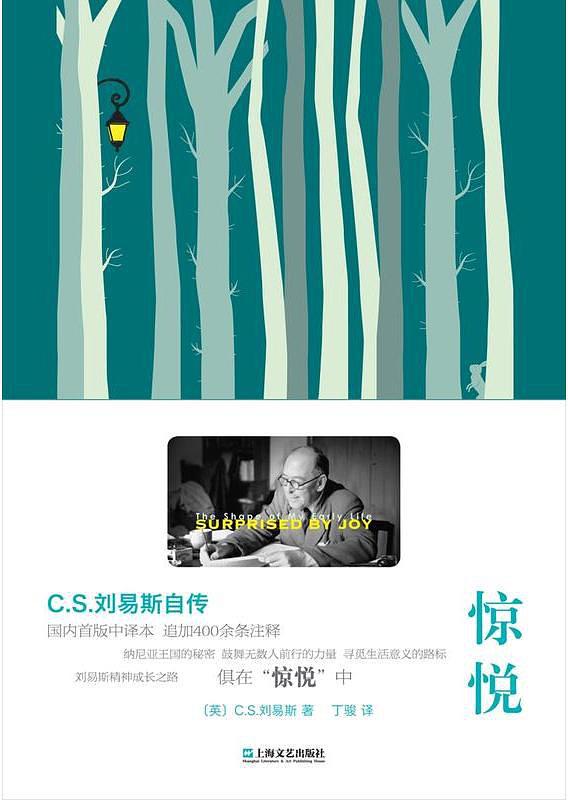 The Shape of My Early Life
SURPRISED BY JOY
C.S.刘易斯自传
国内首版中译本 追加400余条注释
纳尼亚王国的秘密 鼓舞无数人前行的力量 寻觅生活意义的路标
刘易斯精神成长之路 俱在“惊悦”中
惊悦
〔英〕C.S.刘易斯 著 丁骏 译
上海文艺出版社
Shanghai Literature & Art Publishing House